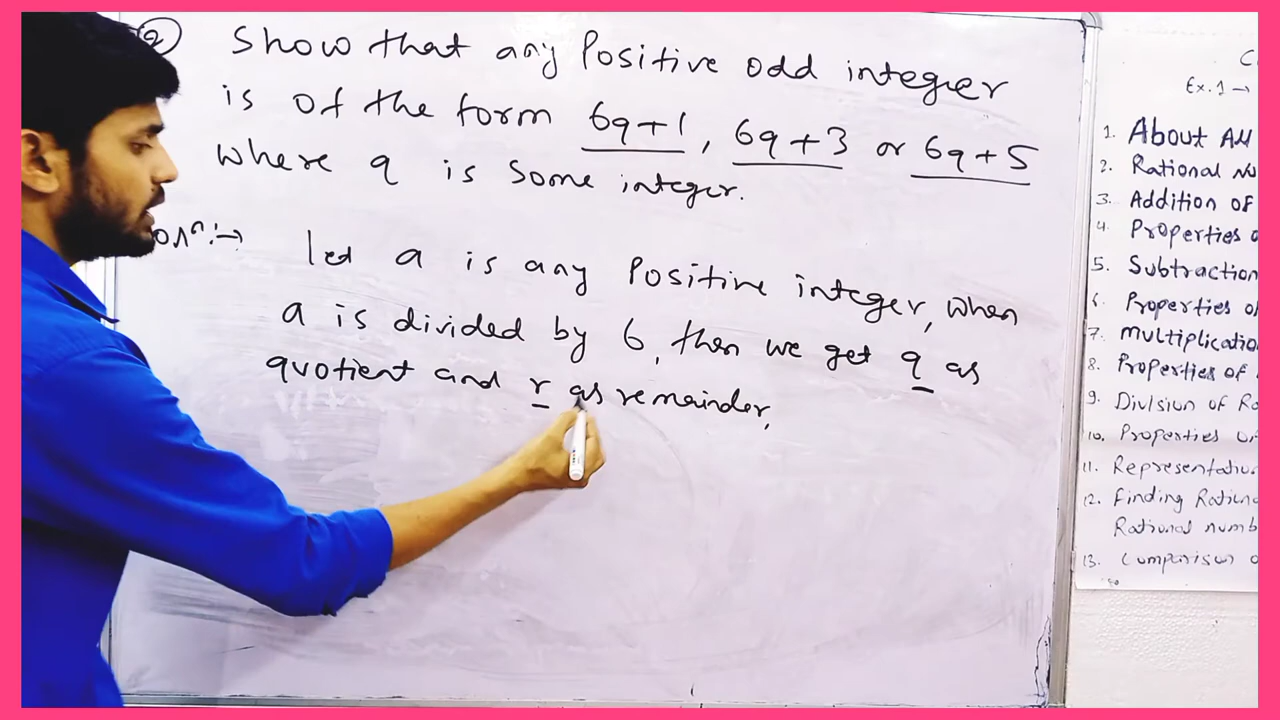 Show that any Positive odd integer
is of the form 6q+1, 6q+3 or 6q+5
where q is some integer.
Let a is any Positive integer, when
a is divided by 6, then we get q as
quotient and r as remainder,
Ex.1 →
1. About All
2. Rational Nu
3. Addition of
4. Properties o
5. Subtraction
6. Properties of
7. Multiplicatio
8. Properties of
9. Division of Ra
10. Properties of
11. Representation
12. Finding Ration
Rational numb
13. Comparison o